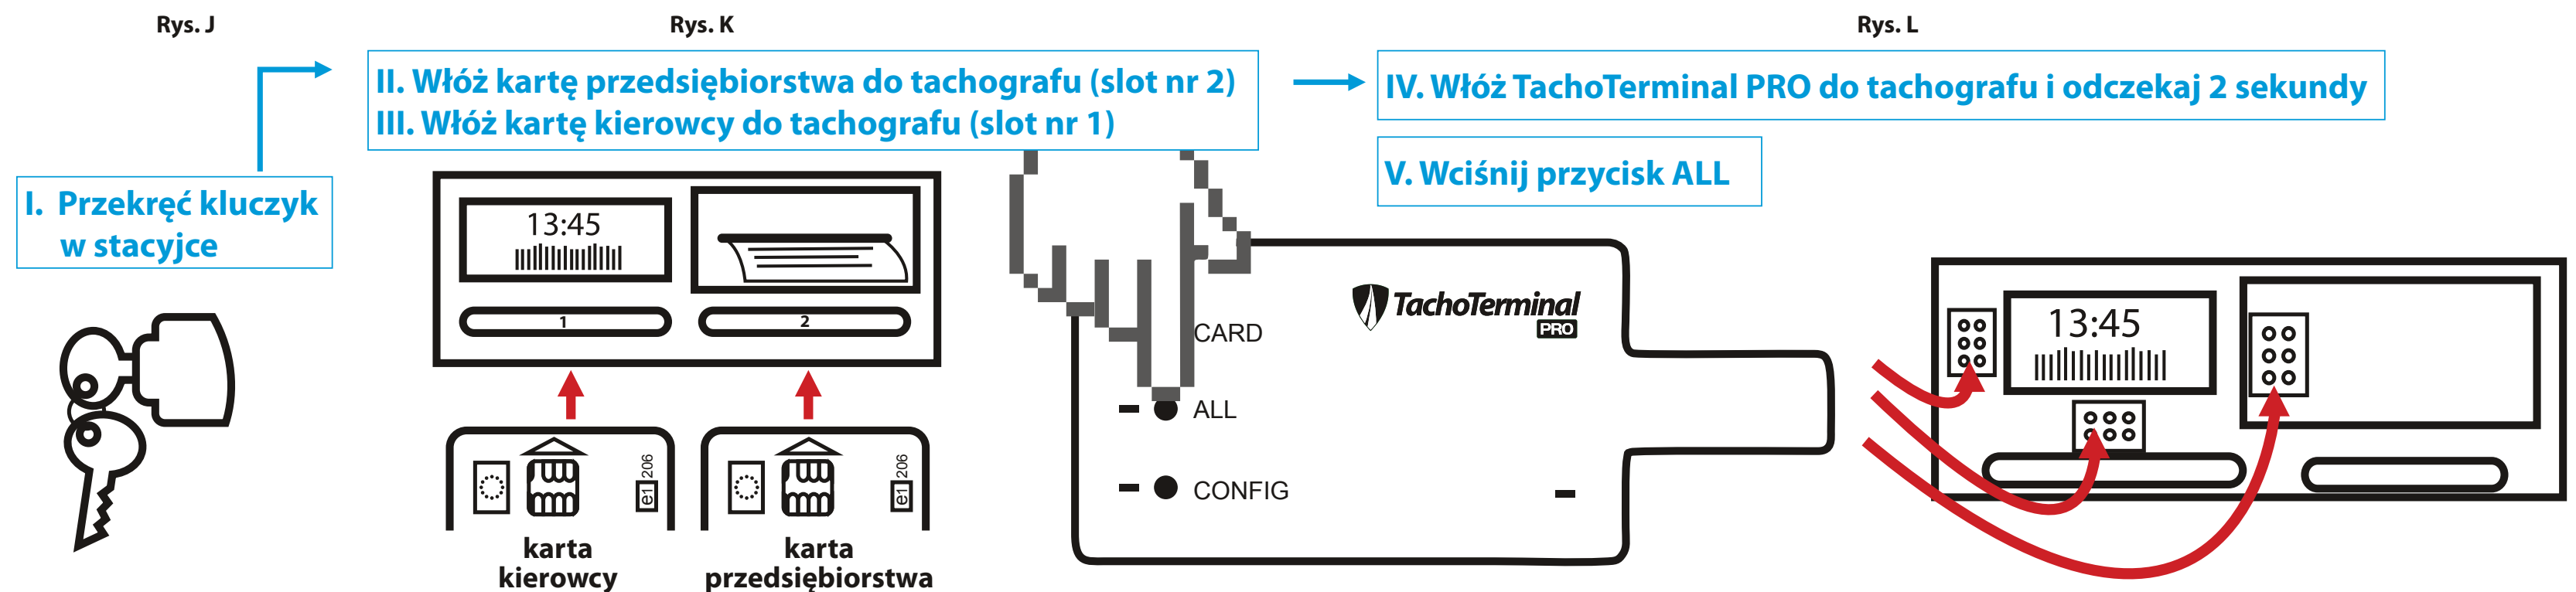 Rys. J
Rys. K
Rys. L
I. Przekręć kluczyk
w stacyjce
II. Włóż kartę przedsiębiorstwa do tachografu (slot nr 2)
III. Włóż kartę kierowcy do tachografu (slot nr 1)
IV. Włóż TachoTerminal PRO do tachografu i odczekaj 2 sekundy
V. Wciśnij przycisk ALL
13:45
1
2
e1 206
e1 206
karta
kierowcy
karta
przedsiębiorstwa
TachoTerminal
PRO
CARD
ALL
CONFIG
13:45